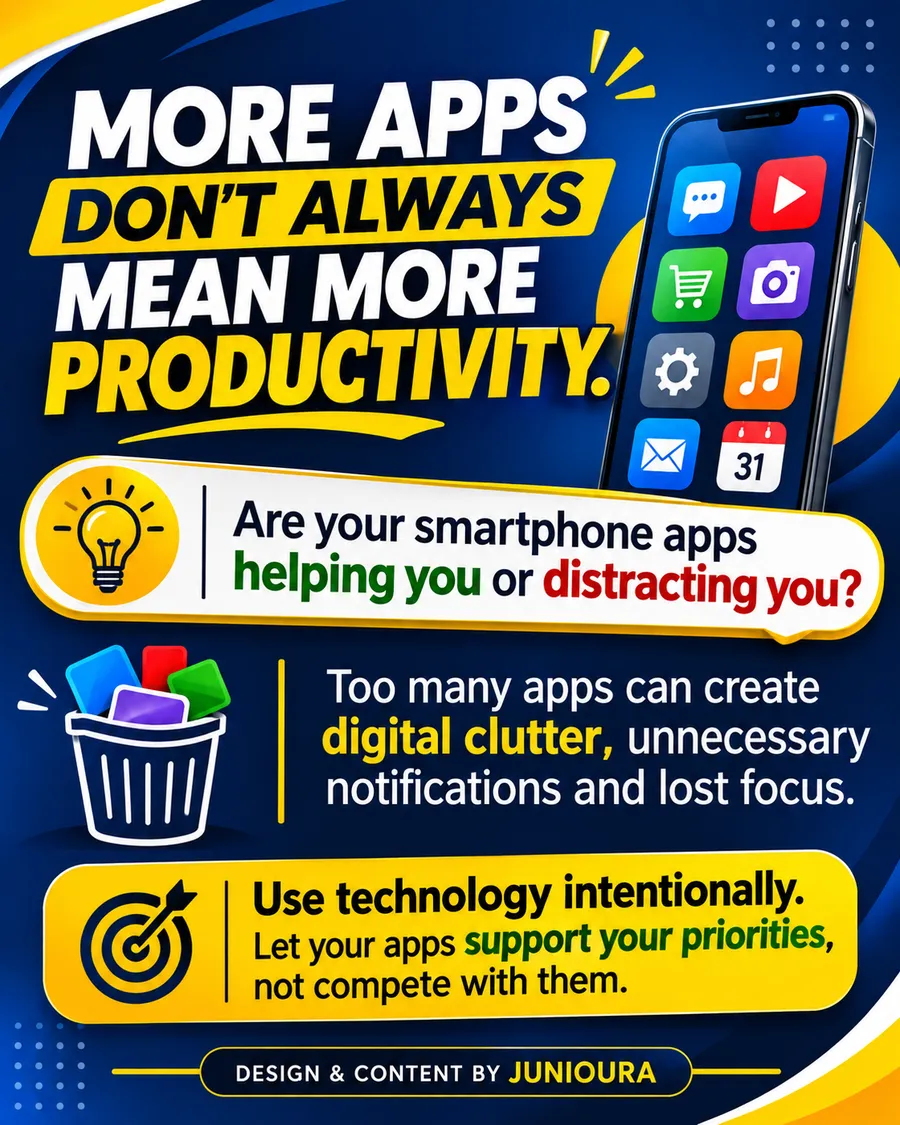 MORE APPS
DON'T ALWAYS
MEAN MORE
PRODUCTIVITY.
31
Are your smartphone apps
helping you or distracting you?
Too many apps can create
digital clutter, unnecessary
notifications and lost focus.
Use technology intentionally.
Let your apps support your priorities,
not compete with them.
DESIGN & CONTENT BY JUNIOURA